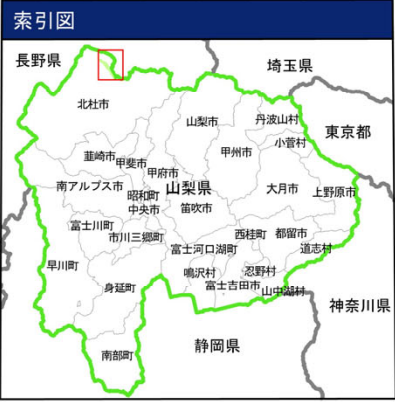 索引図
長野県
埼玉県
北杜市
山梨市
丹波山村
東京都
小菅村
韮崎市
甲斐市
甲州市
甲府市
南アルプス市
山梨県
大月市
上野原市
昭和町
中央市
笛吹市
富士川町
市川三郷町
西桂町
都留市
富士河口湖町
道志村
早川町
鳴沢村
忍野村
身延町
富士吉田市
山中湖村
神奈川県
静岡県
南部町